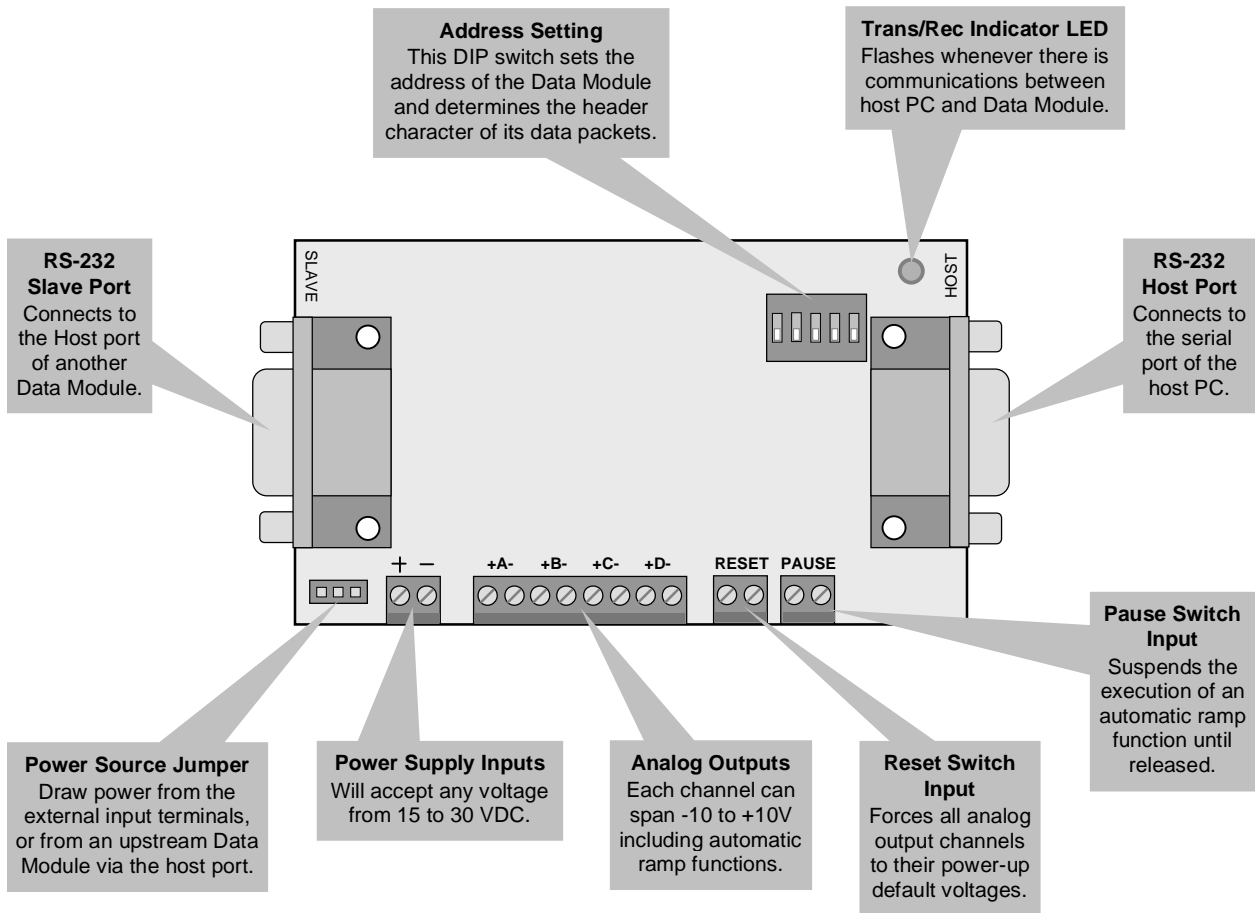 Address Setting
This DIP switch sets the
address of the Data Module
and determines the header
character of its data packets.
Trans/Rec Indicator LED
Flashes whenever there is
communications between
host PC and Data Module.
RS-232
Slave Port
Connects to
the Host port
of another
Data Module.
SLAVE
HOST
RS-232
Host Port
Connects to
the serial
port of the
host PC.
+ − +A- +B- +C- +D- RESET PAUSE
Pause Switch
Input
Suspends the
execution of an
automatic ramp
function until
released.
Power Source Jumper
Draw power from the
external input terminals,
or from an upstream Data
Module via the host port.
Power Supply Inputs
Will accept any voltage
from 15 to 30 VDC.
Analog Outputs
Each channel can
span -10 to +10V
including automatic
ramp functions.
Reset Switch
Input
Forces all analog
output channels
to their power-up
default voltages.